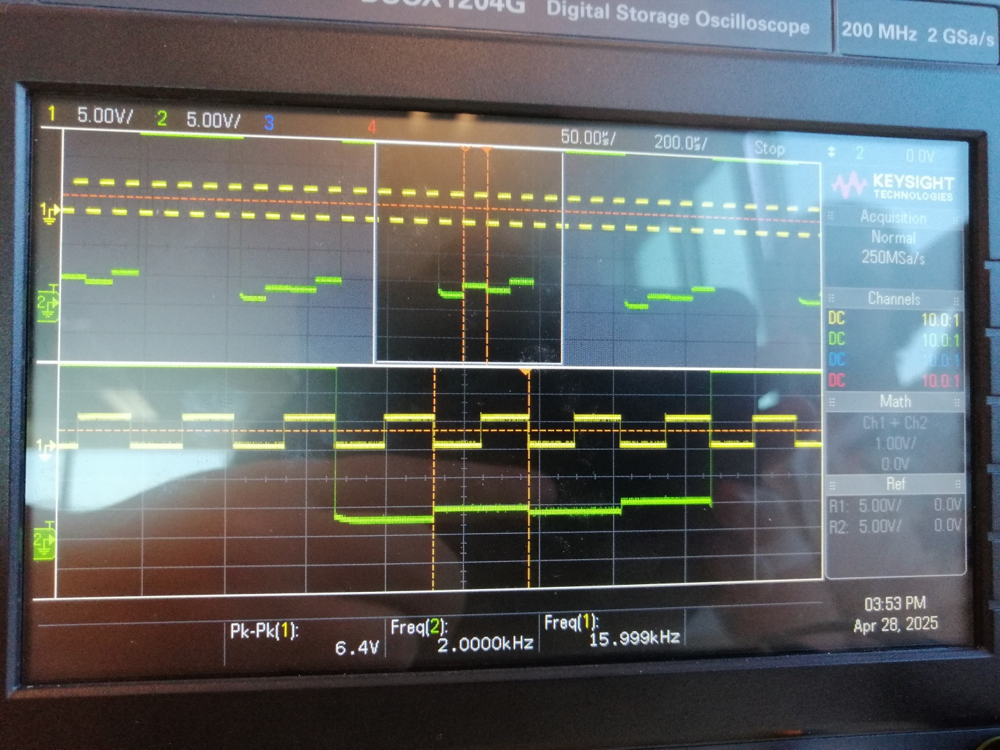 DSOX1204G Digital Storage Oscilloscope
200 MHz 2 GSa/s
1 5.00V/ 2 5.00V/ 3 4 50.00µs/ 200.0µs/ Stop 2 0.0V
KEYSIGHT
TECHNOLOGIES
Acquisition
Normal
250MSa/s
Channels
DC 10.0:1
DC 10.0:1
DC 10.0:1
DC 10.0:1
Math
Ch1 + Ch2
1.00V/
0.0V
Ref
R1: 5.00V/ 0.0V
R2: 5.00V/ 0.0V
1
2
1
2
Pk-Pk(1):
6.4V
Freq(2):
2.0000kHz
Freq(1):
15.999kHz
03:53 PM
Apr 28, 2025